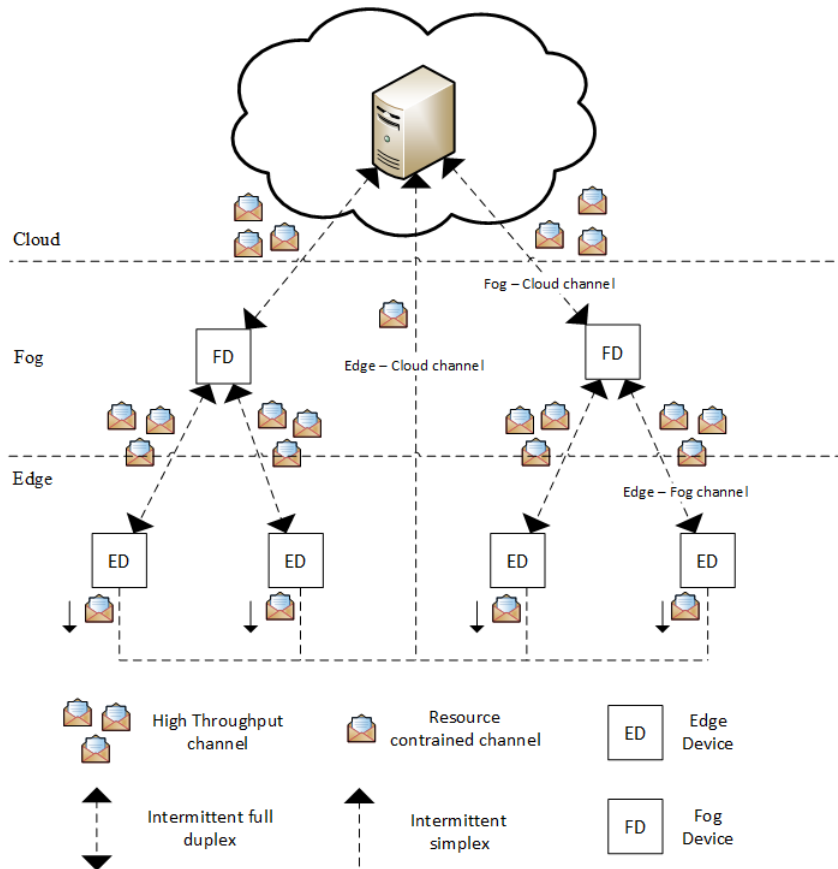 Cloud
Fog – Cloud channel
FD
FD
Fog
Edge – Cloud channel
Edge
Edge – Fog channel
ED
ED
ED
ED
High Throughput
channel
Resource
contrained channel
ED
Edge
Device
Intermittent full
duplex
Intermittent
simplex
FD
Fog
Device